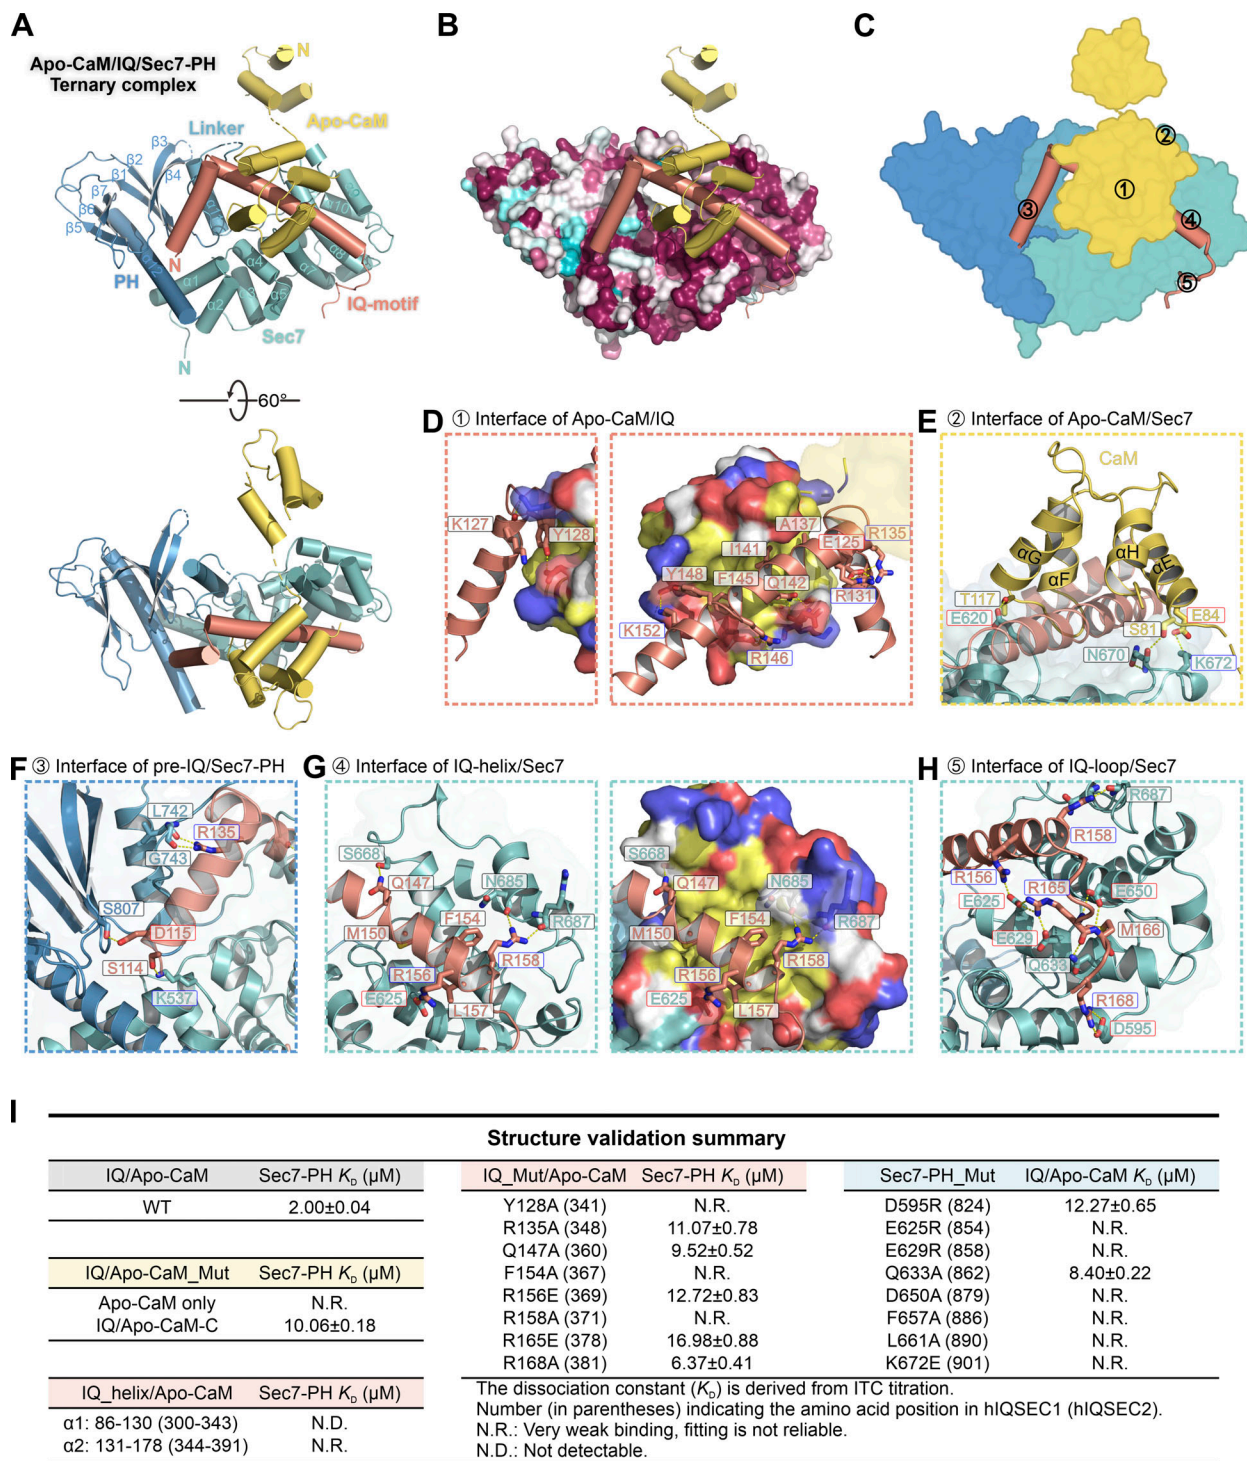 A
Apo-CaM/IQ/Sec7-PH
Ternary complex
N
Apo-CaM
Linker
β3
β2
β1
β4
β7
β6
β5
α12
α10
PH
N
α1
α2
α4
α5
α7
α8
IQ-motif
Sec7
N
60°
B
C
①
②
③
④
⑤
D ① Interface of Apo-CaM/IQ
K127
Y128
A137
R135
E125
I141
Y148
F145
Q142
R131
K152
R146
E ② Interface of Apo-CaM/Sec7
CaM
αG
αF
αH
αE
T117
E620
S81
E84
N670
K672
F ③ Interface of pre-IQ/Sec7-PH
L742
R135
G743
S807
D115
S114
K537
G ④ Interface of IQ-helix/Sec7
S668
Q147
N685
F154
R687
M150
R156
R158
E625
L157
S668
Q147
N685
F154
R687
M150
R156
R158
E625
L157
H ⑤ Interface of IQ-loop/Sec7
R687
R158
R156
R165
E650
E625
E629
M166
Q633
R168
D595
I
Structure validation summary
IQ/Apo-CaM Sec7-PH KD (μM)
WT 2.00±0.04
IQ/Apo-CaM_Mut Sec7-PH KD (μM)
Apo-CaM only N.R.
IQ/Apo-CaM-C 10.06±0.18
IQ_helix/Apo-CaM Sec7-PH KD (μM)
α1: 86-130 (300-343) N.D.
α2: 131-178 (344-391) N.R.
IQ_Mut/Apo-CaM Sec7-PH KD (μM)
Y128A (341) N.R.
R135A (348) 11.07±0.78
Q147A (360) 9.52±0.52
F154A (367) N.R.
R156E (369) 12.72±0.83
R158A (371) N.R.
R165E (378) 16.98±0.88
R168A (381) 6.37±0.41
Sec7-PH_Mut IQ/Apo-CaM KD (μM)
D595R (824) 12.27±0.65
E625R (854) N.R.
E629R (858) N.R.
Q633A (862) 8.40±0.22
D650A (879) N.R.
F657A (886) N.R.
L661A (890) N.R.
K672E (901) N.R.
The dissociation constant (KD) is derived from ITC titration.
Number (in parentheses) indicating the amino acid position in hIQSEC1 (hIQSEC2).
N.R.: Very weak binding, fitting is not reliable.
N.D.: Not detectable.